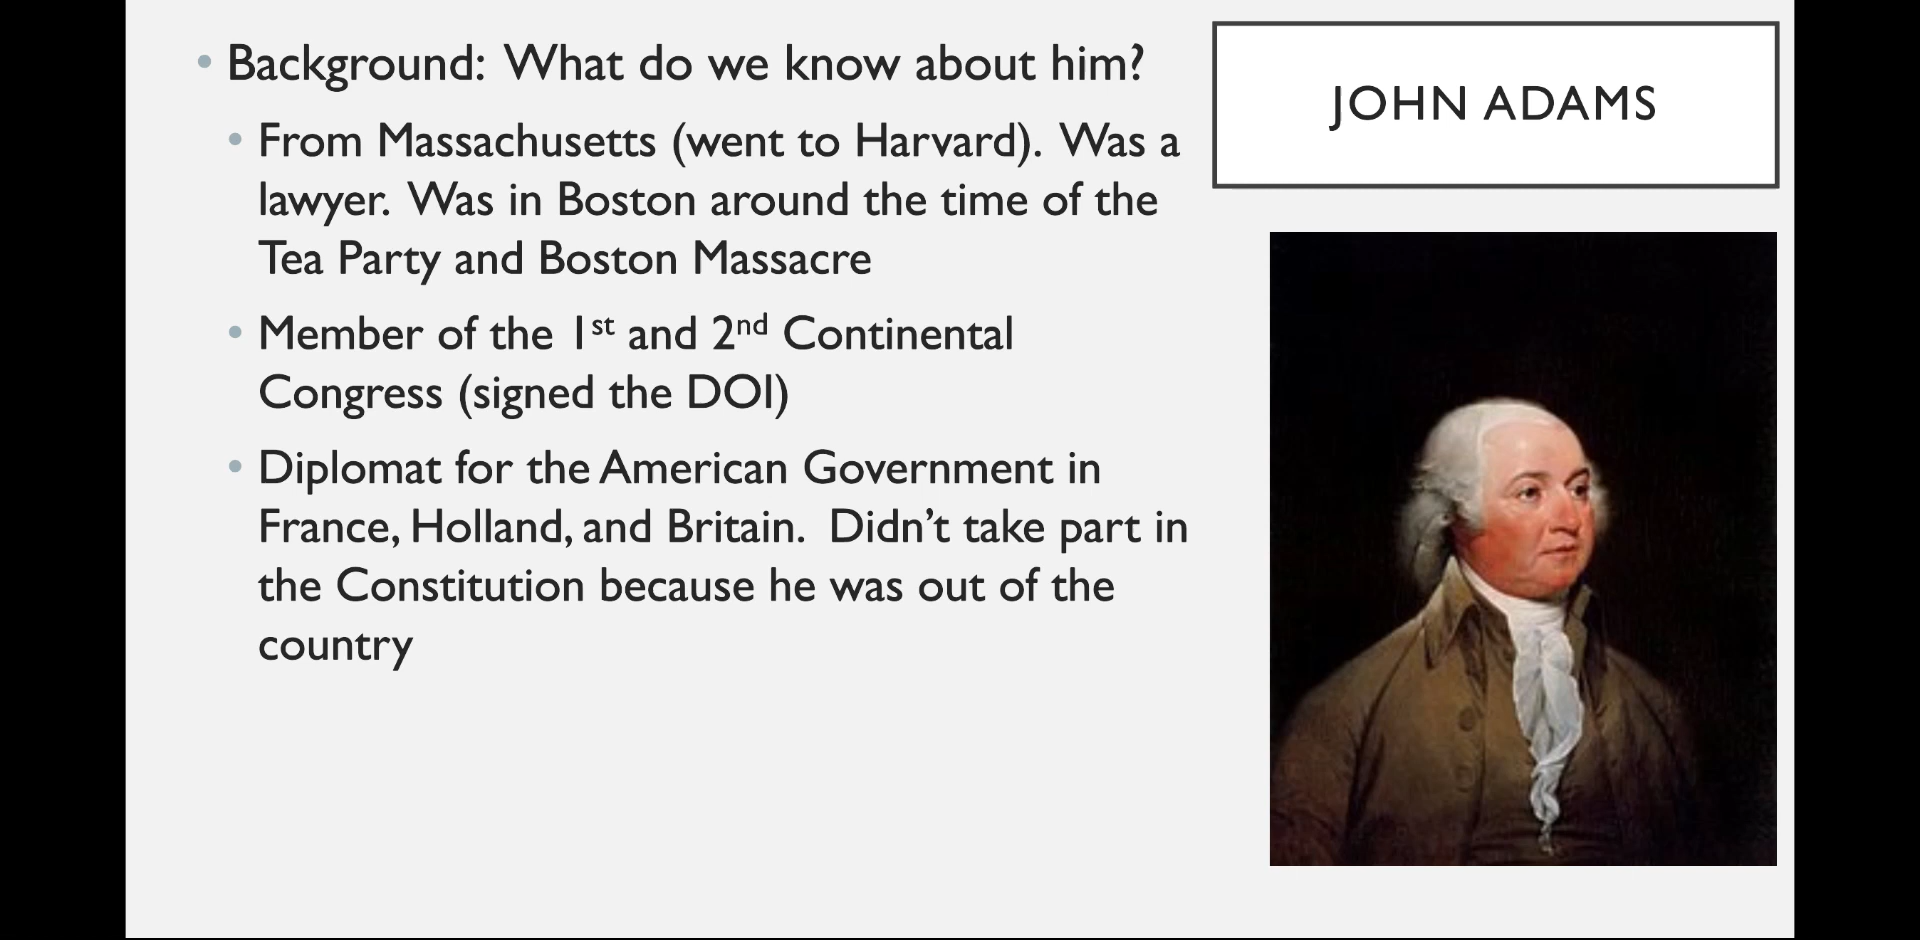 Background: What do we know about him?
From Massachusetts (went to Harvard). Was a
lawyer. Was in Boston around the time of the
Tea Party and Boston Massacre
Member of the 1st and 2nd Continental
Congress (signed the DOI)
Diplomat for the American Government in
France, Holland, and Britain. Didn’t take part in
the Constitution because he was out of the
country
JOHN ADAMS